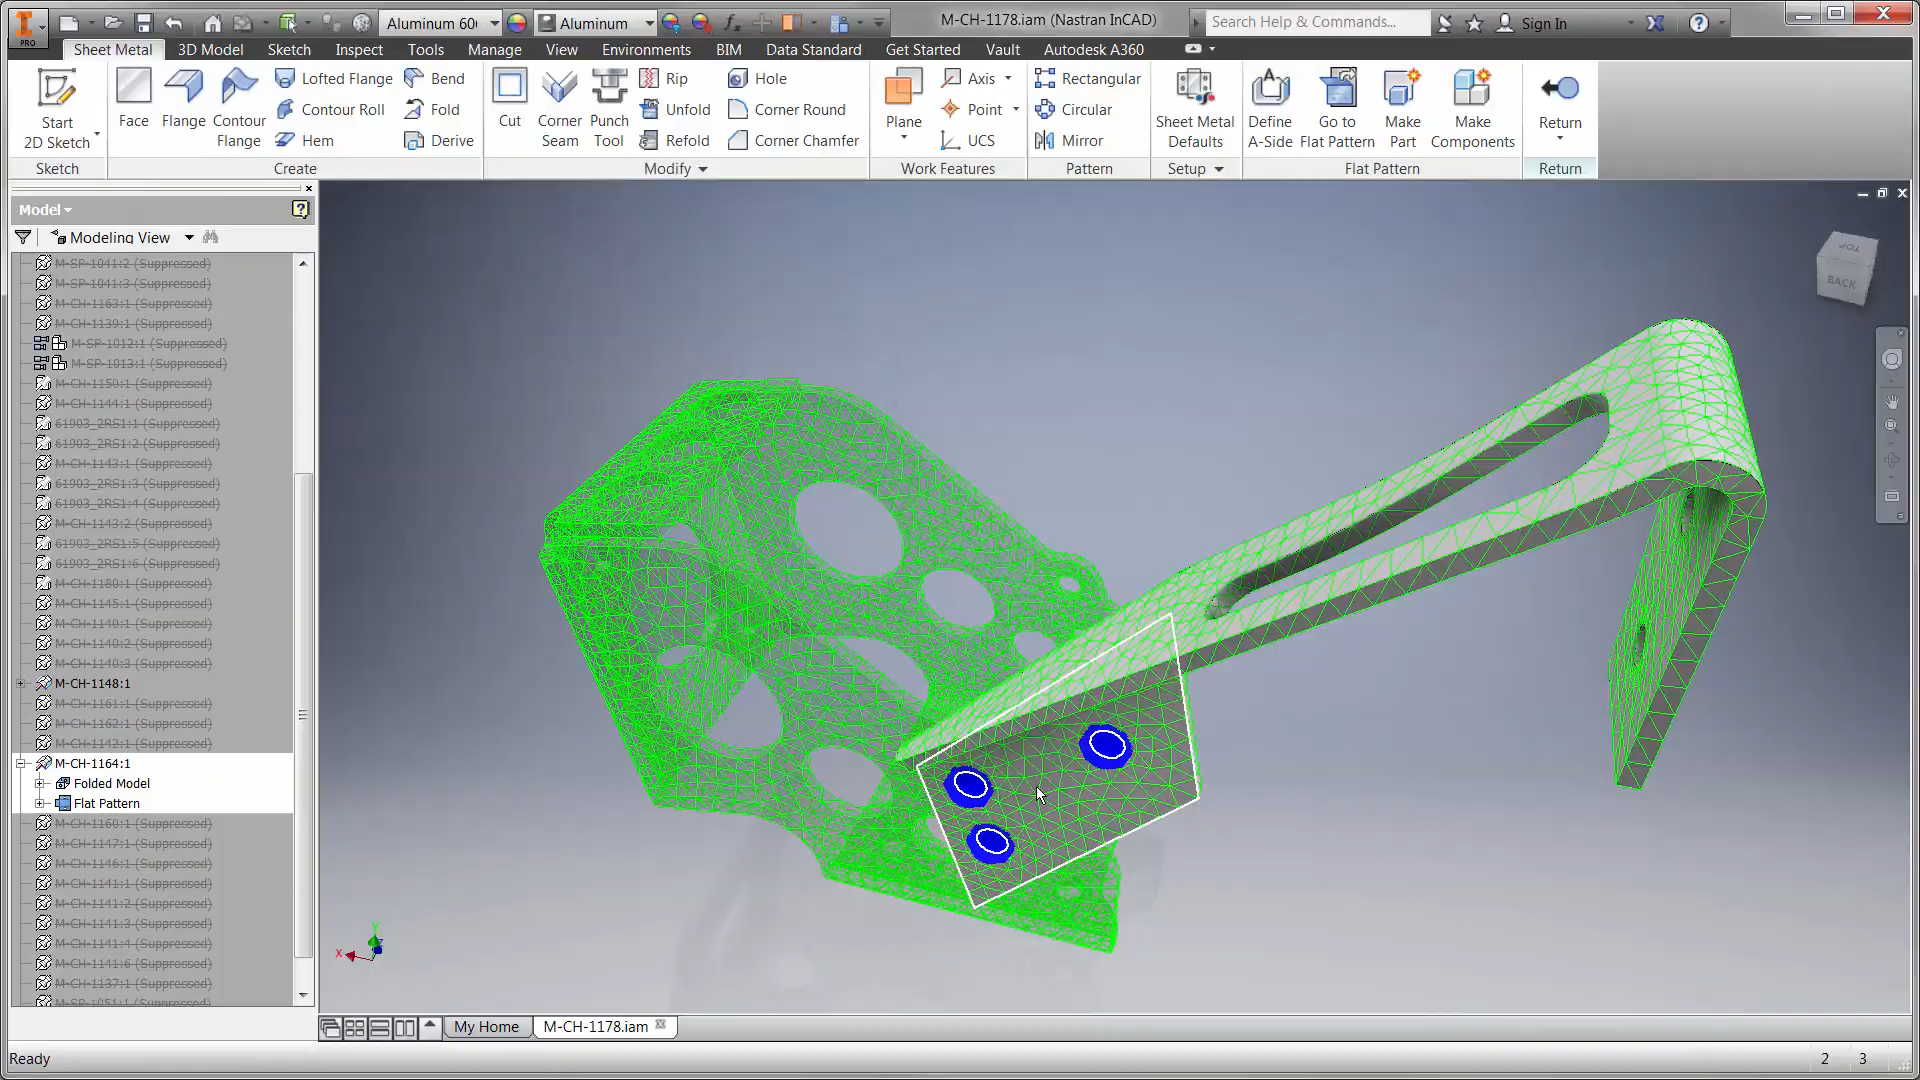 Aluminum 60
Aluminum
M-CH-1178.iam (Nastran InCAD)
Search Help & Commands...
Sign In
PRO
Sheet Metal
3D Model
Sketch
Inspect
Tools
Manage
View
Environments
BIM
Data Standard
Get Started
Vault
Autodesk A360
Start
2D Sketch
Face
Flange
Contour
Flange
Lofted Flange
Contour Roll
Hem
Bend
Fold
Derive
Cut
Corner
Seam
Punch
Tool
Rip
Unfold
Refold
Hole
Corner Round
Corner Chamfer
Plane
Axis
Point
UCS
Rectangular
Circular
Mirror
Sheet Metal
Defaults
Define
A-Side
Go to
Flat Pattern
Make
Part
Make
Components
Return
Sketch
Create
Modify
Work Features
Pattern
Setup
Flat Pattern
Return
Model
Modeling View
M-SP-1041:2 (Suppressed)
M-SP-1041:3 (Suppressed)
M-CH-1163:1 (Suppressed)
M-CH-1139:1 (Suppressed)
M-SP-1012:1 (Suppressed)
M-SP-1013:1 (Suppressed)
M-CH-1150:1 (Suppressed)
M-CH-1144:1 (Suppressed)
61903_2RS1:1 (Suppressed)
61903_2RS1:2 (Suppressed)
M-CH-1143:1 (Suppressed)
61903_2RS1:3 (Suppressed)
61903_2RS1:4 (Suppressed)
M-CH-1143:2 (Suppressed)
61903_2RS1:5 (Suppressed)
61903_2RS1:6 (Suppressed)
M-CH-1180:1 (Suppressed)
M-CH-1145:1 (Suppressed)
M-CH-1140:1 (Suppressed)
M-CH-1140:2 (Suppressed)
M-CH-1140:3 (Suppressed)
M-CH-1148:1
M-CH-1161:1 (Suppressed)
M-CH-1162:1 (Suppressed)
M-CH-1142:1 (Suppressed)
M-CH-1164:1
Folded Model
Flat Pattern
M-CH-1160:1 (Suppressed)
M-CH-1147:1 (Suppressed)
M-CH-1146:1 (Suppressed)
M-CH-1141:1 (Suppressed)
M-CH-1141:2 (Suppressed)
M-CH-1141:3 (Suppressed)
M-CH-1141:4 (Suppressed)
M-CH-1141:6 (Suppressed)
M-CH-1137:1 (Suppressed)
M-SP-1051:1 (Suppressed)
TOP
BACK
Y
X
My Home
M-CH-1178.iam
Ready
2
3